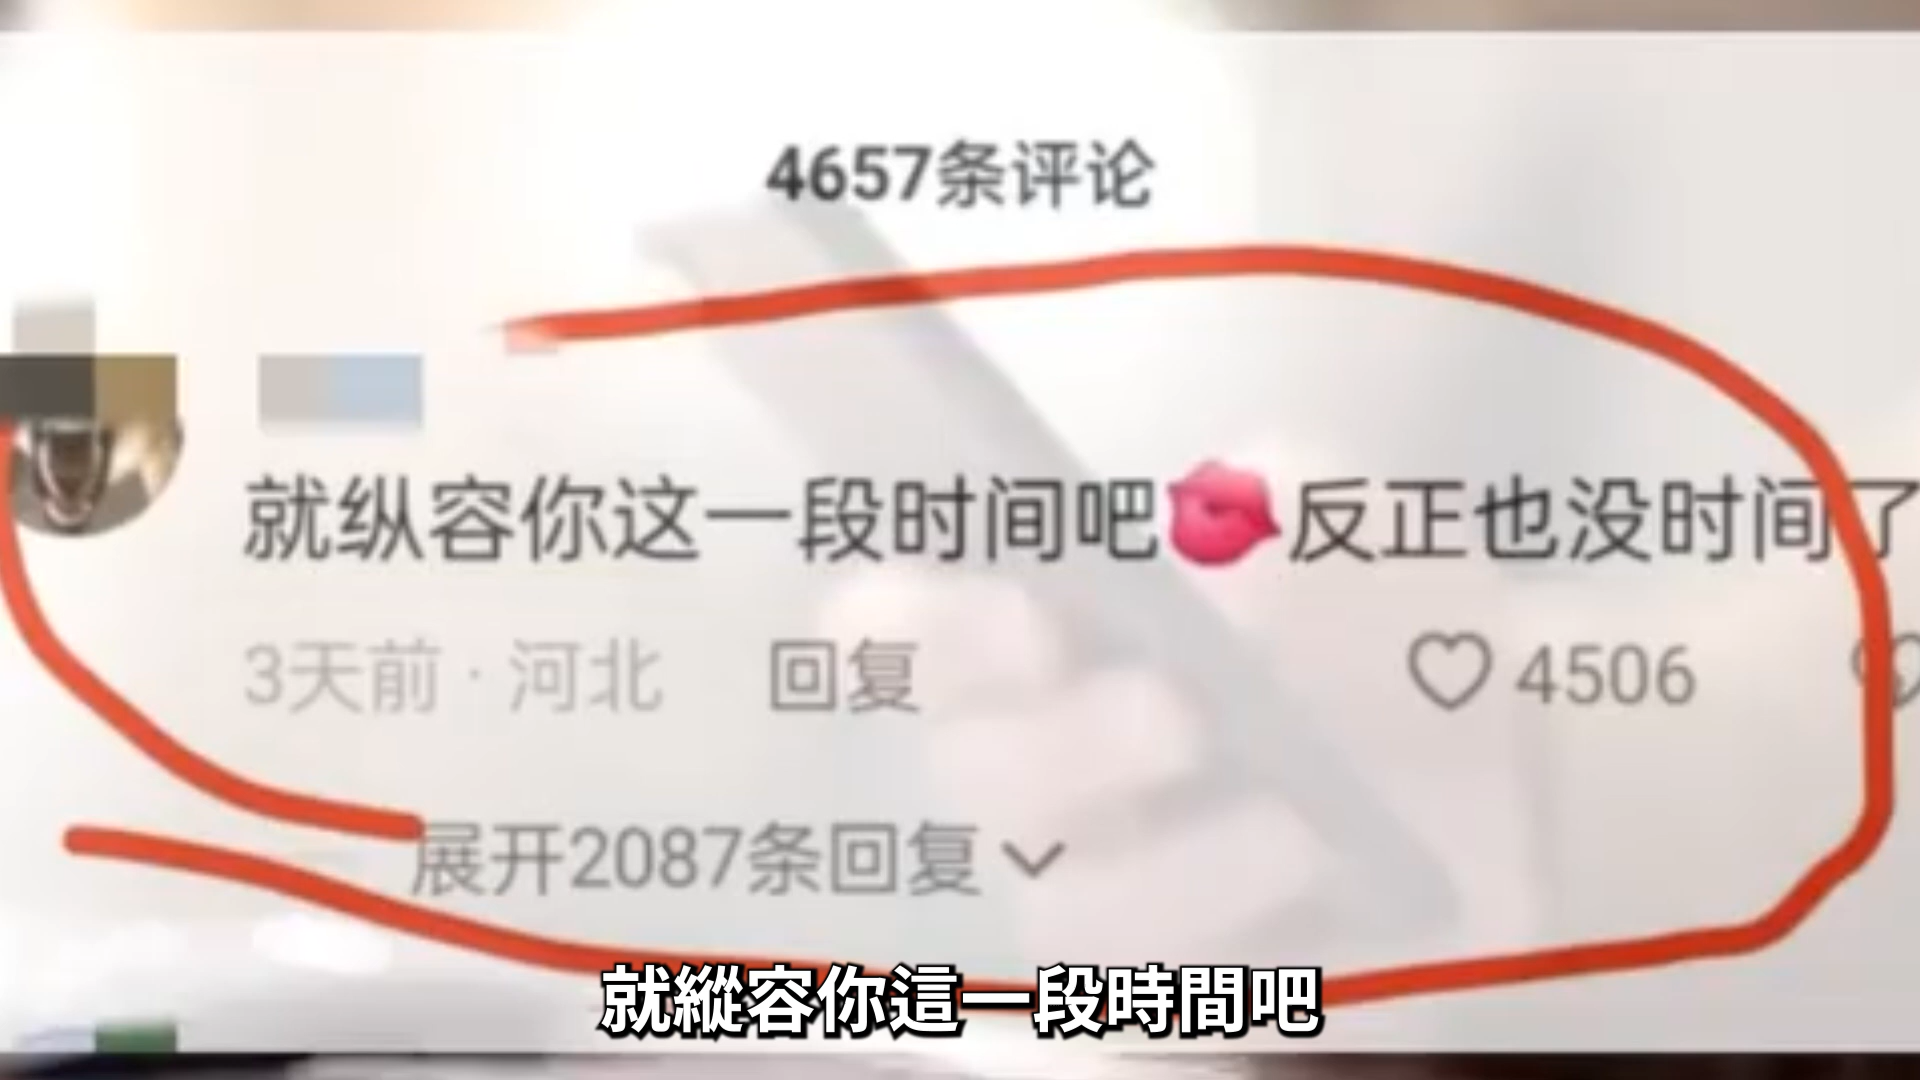 4657条评论
就纵容你这一段时间吧💋反正也没时间了
3天前 · 河北 回复 4506
展开2087条回复
就縱容你這一段時間吧